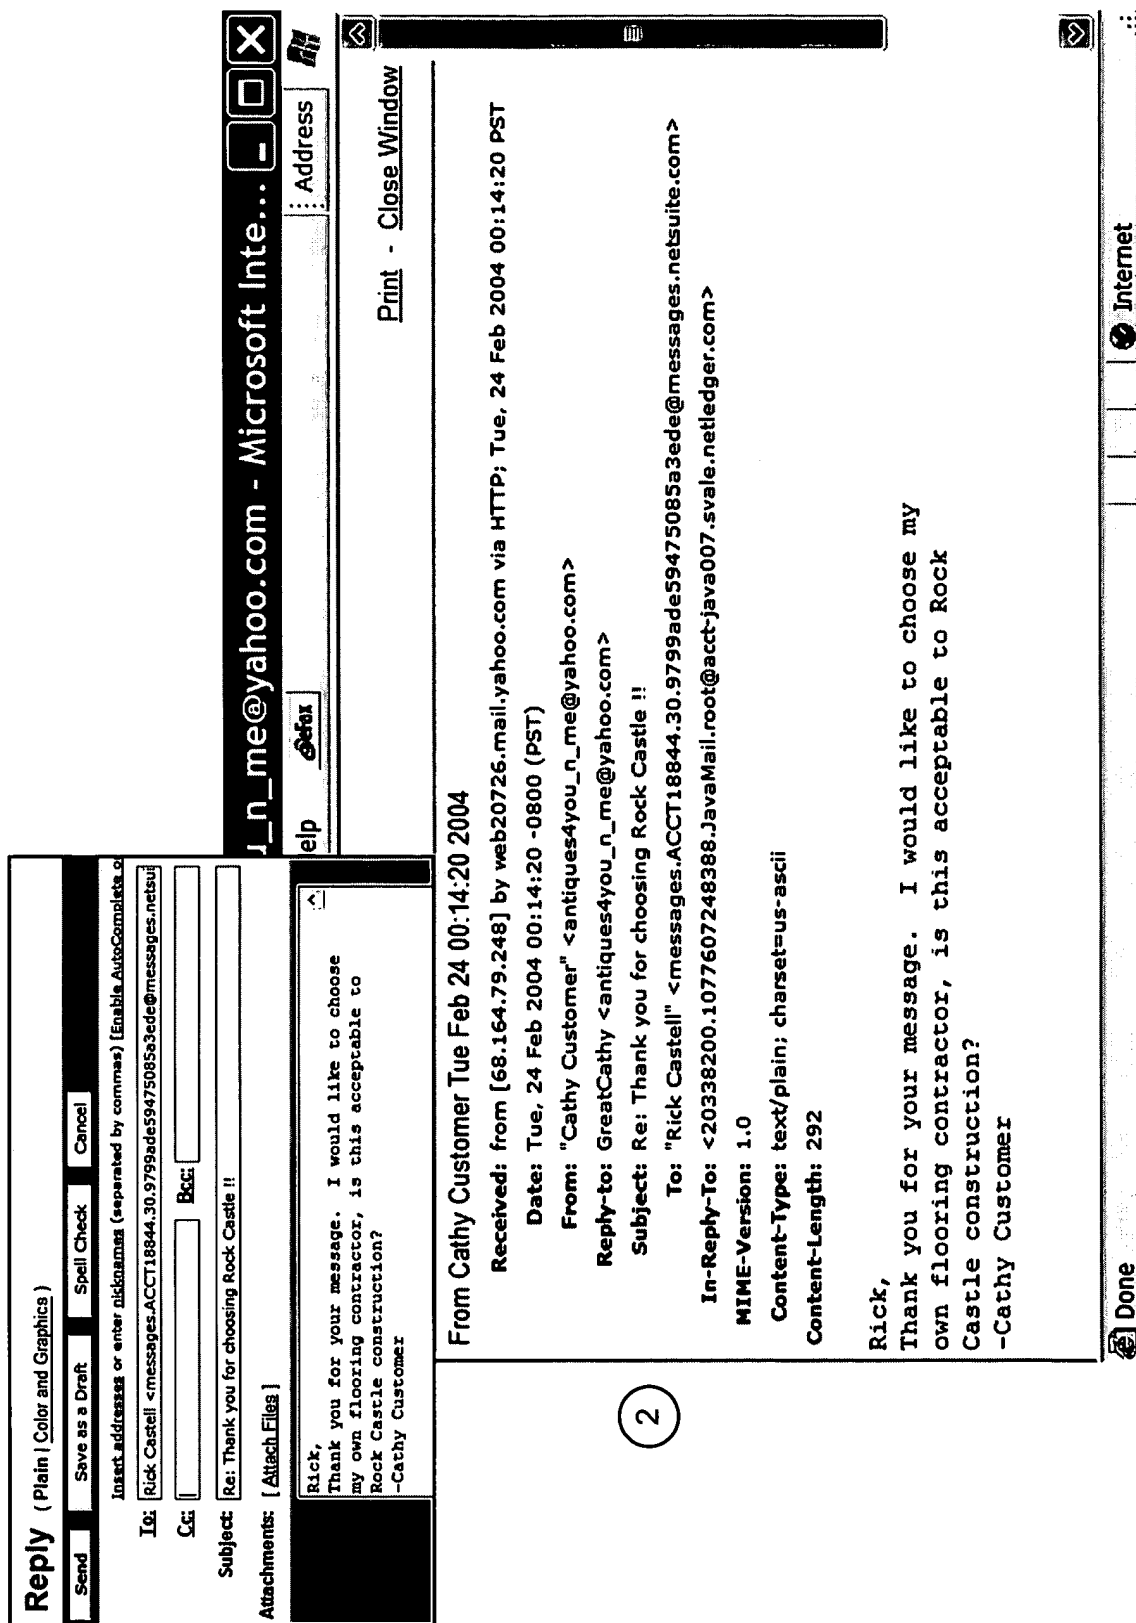 Reply ( Plain | Color and Graphics )
Send Save as a Draft Spell Check Cancel
Insert addresses or enter nicknames (separated by commas) [Enable AutoComplete or
To: Rick Castell <messages.ACCT18844.30.9799ade59475085a3ede@messages.netsui
Cc: Bcc:
Subject: Re: Thank you for choosing Rock Castle !!
Attachments: [ Attach Files ]
Rick,
Thank you for your message. I would like to choose
my own flooring contractor, is this acceptable to
Rock Castle construction?
-Cathy Customer
u_n_me@yahoo.com - Microsoft Inte...
elp eFax Address
Print - Close Window
From Cathy Customer Tue Feb 24 00:14:20 2004
Received: from [68.164.79.248] by web20726.mail.yahoo.com via HTTP; Tue, 24 Feb 2004 00:14:20 PST
Date: Tue, 24 Feb 2004 00:14:20 -0800 (PST)
From: "Cathy Customer" <antiques4you_n_me@yahoo.com>
Reply-to: GreatCathy <antiques4you_n_me@yahoo.com>
Subject: Re: Thank you for choosing Rock Castle !!
To: "Rick Castell" <messages.ACCT18844.30.9799ade59475085a3ede@messages.netsuite.com>
In-Reply-To: <20338200.1077607248388.JavaMail.root@acct-java007.svale.netledger.com>
MIME-Version: 1.0
Content-Type: text/plain; charset=us-ascii
Content-Length: 292
Rick,
Thank you for your message. I would like to choose my
own flooring contractor, is this acceptable to Rock
Castle construction?
-Cathy Customer
2
Done Internet